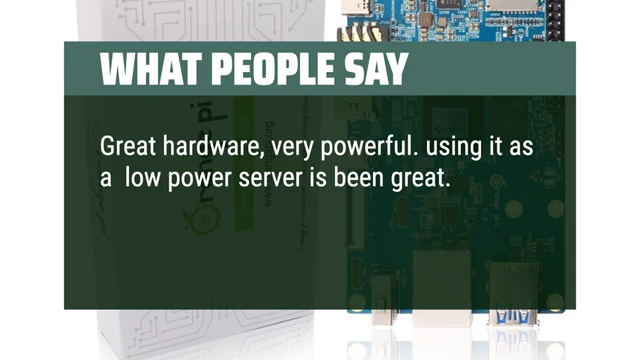 WHAT PEOPLE SAY
Great hardware, very powerful. using it as
a  low power server is been great.